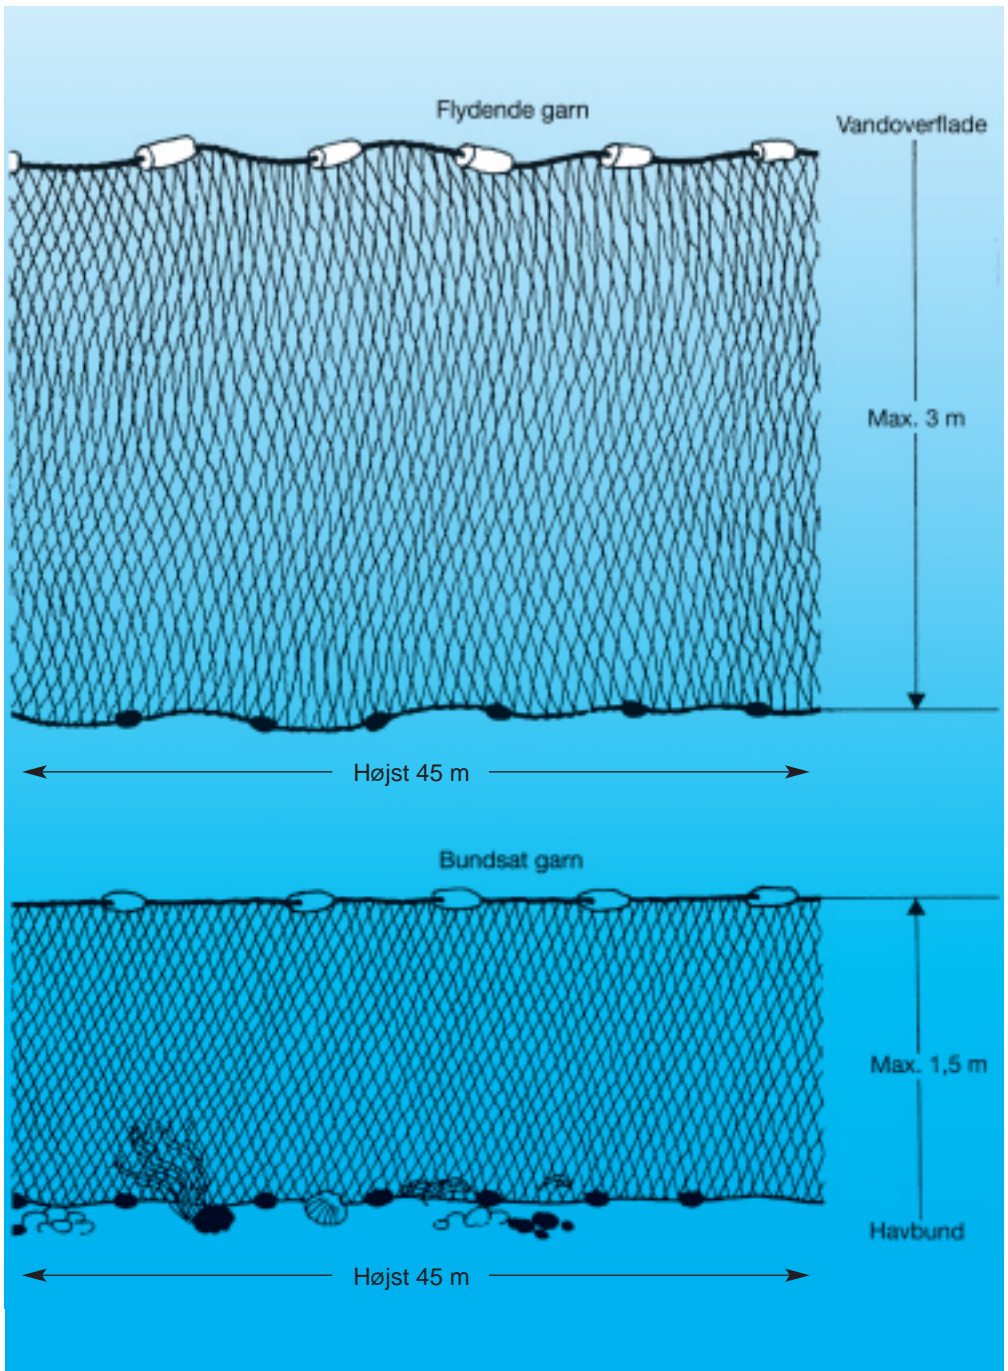 Flydende garn
Vandoverflade
Max. 3 m
Højst 45 m
Bundsat garn
Max. 1,5 m
Havbund
Højst 45 m